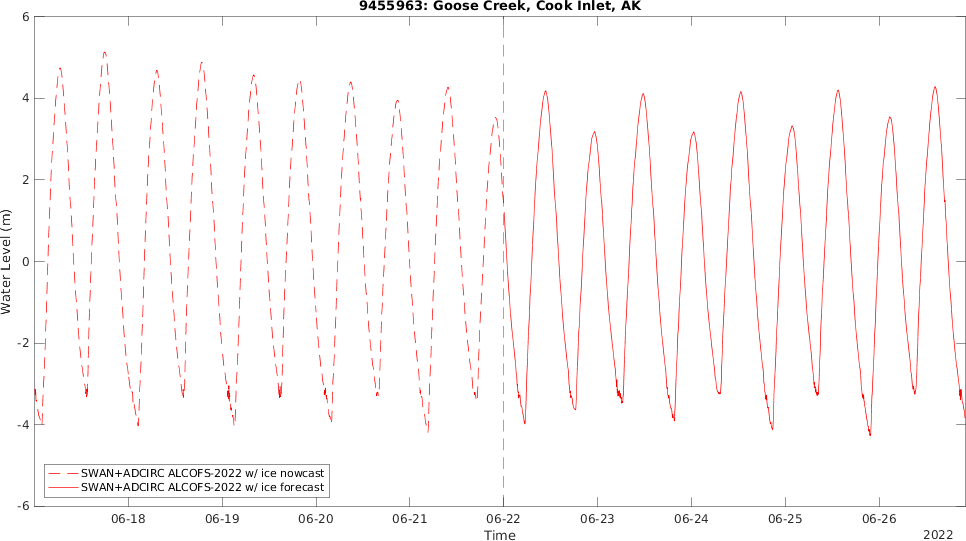 9455963: Goose Creek, Cook Inlet, AK
6
4
2
0
-2
-4
-6
Water Level (m)
SWAN+ADCIRC ALCOFS-2022 w/ ice nowcast
SWAN+ADCIRC ALCOFS-2022 w/ ice forecast
06-18 06-19 06-20 06-21 06-22 06-23 06-24 06-25 06-26
Time
2022